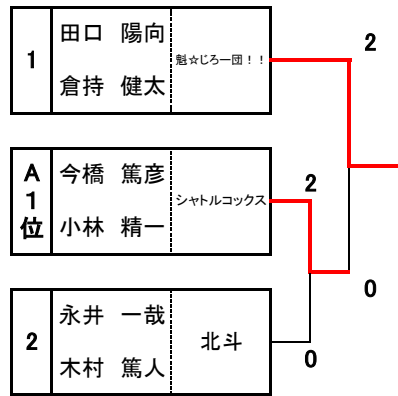 1
田口 陽向
倉持 健太
魁☆じろー団！！
2
A1位
今橋 篤彦
小林 精一
シャトルコックス
2
0
2
永井 一哉
木村 篤人
北斗
0